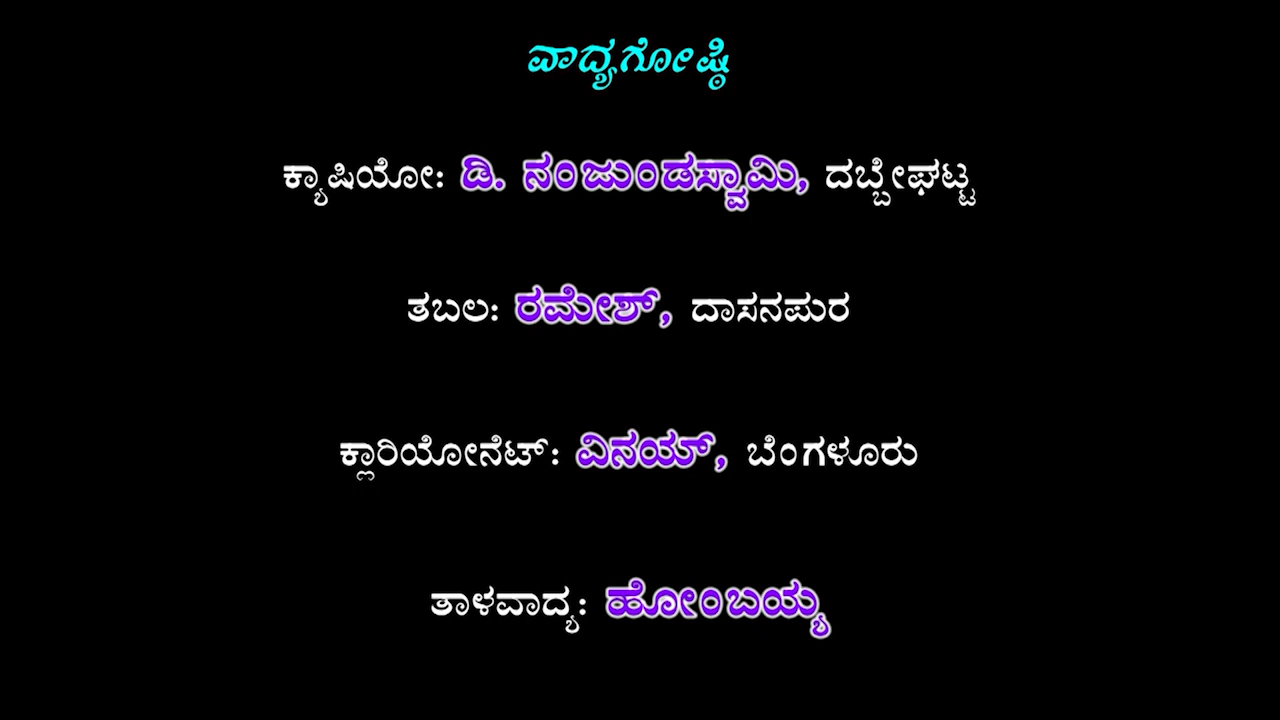 ವಾದ್ಯಗೋಷ್ಠಿ
ಕ್ಯಾಷಿಯೋ: ಡಿ. ನಂಜುಂಡಸ್ವಾಮಿ, ದಬ್ಬೇಘಟ್ಟ
ತಬಲ: ರಮೇಶ್, ದಾಸನಪುರ
ಕ್ಲಾರಿಯೋನೆಟ್: ವಿನಯ್, ಬೆಂಗಳೂರು
ತಾಳವಾದ್ಯ: ಹೋಂಬಯ್ಯ